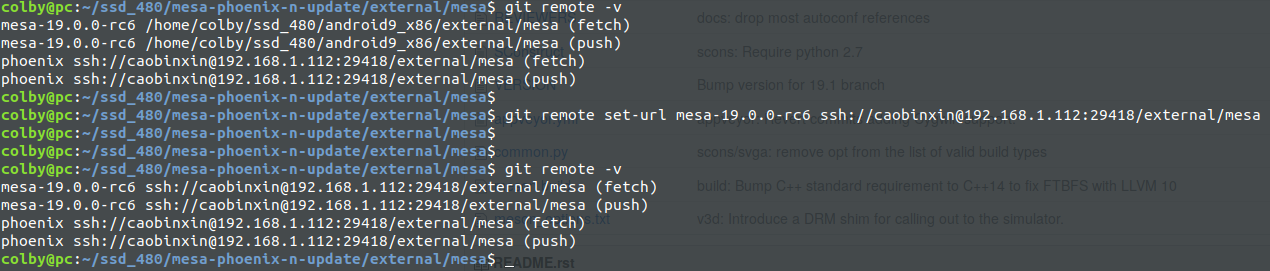 colby@pc:~/ssd_480/mesa-phoenix-n-update/external/mesa$ git remote -v
mesa-19.0.0-rc6 /home/colby/ssd_480/android9_x86/external/mesa (fetch)
mesa-19.0.0-rc6 /home/colby/ssd_480/android9_x86/external/mesa (push)
phoenix ssh://caobinxin@192.168.1.112:29418/external/mesa (fetch)
phoenix ssh://caobinxin@192.168.1.112:29418/external/mesa (push)
colby@pc:~/ssd_480/mesa-phoenix-n-update/external/mesa$
colby@pc:~/ssd_480/mesa-phoenix-n-update/external/mesa$ git remote set-url mesa-19.0.0-rc6 ssh://caobinxin@192.168.1.112:29418/external/mesa
colby@pc:~/ssd_480/mesa-phoenix-n-update/external/mesa$
colby@pc:~/ssd_480/mesa-phoenix-n-update/external/mesa$
colby@pc:~/ssd_480/mesa-phoenix-n-update/external/mesa$ git remote -v
mesa-19.0.0-rc6 ssh://caobinxin@192.168.1.112:29418/external/mesa (fetch)
mesa-19.0.0-rc6 ssh://caobinxin@192.168.1.112:29418/external/mesa (push)
phoenix ssh://caobinxin@192.168.1.112:29418/external/mesa (fetch)
phoenix ssh://caobinxin@192.168.1.112:29418/external/mesa (push)
colby@pc:~/ssd_480/mesa-phoenix-n-update/external/mesa$ _
REVIEWERS
docs: drop most autoconf references
SConstruct
scons: Require python 2.7
VERSION
Bump version for 19.1 branch
common.py
scons/svga: remove opt from the list of valid build types
build: Bump C++ standard requirement to C++14 to fix FTBFS with LLVM 10
v3d: Introduce a DRM shim for calling out to the simulator.
README.rst